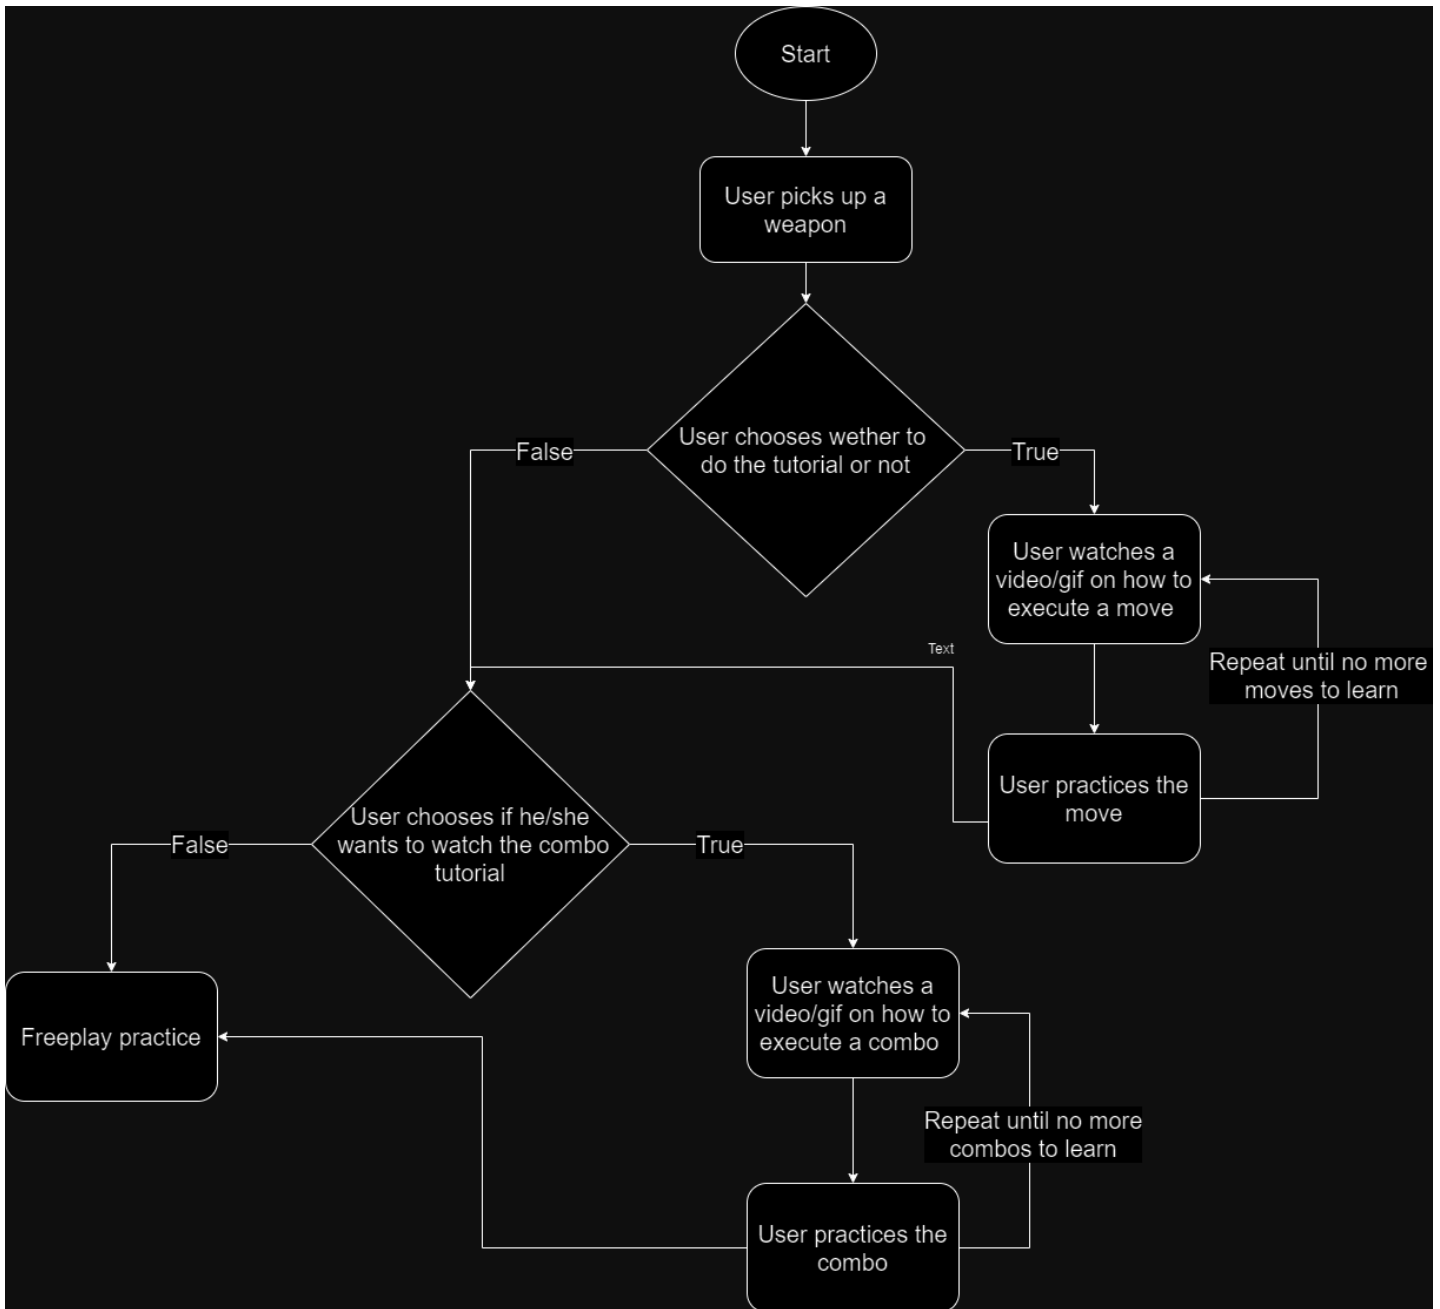 Start
User picks up a
weapon
User chooses wether to
do the tutorial or not
False
True
User watches a
video/gif on how to
execute a move
Text
Repeat until no more
moves to learn
User practices the
move
User chooses if he/she
wants to watch the combo
tutorial
False
True
User watches a
video/gif on how to
execute a combo
Freeplay practice
Repeat until no more
combos to learn
User practices the
combo